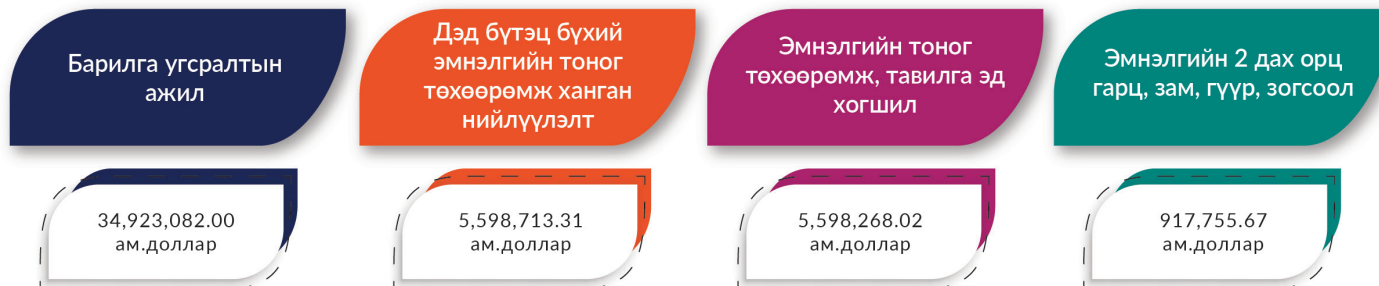 Барилга угсралтын
ажил
Дэд бүтэц бүхий
эмнэлгийн тоног
төхөөрөмж ханган
нийлүүлэлт
Эмнэлгийн тоног
төхөөрөмж, тавилга эд
хогшил
Эмнэлгийн 2 дах орц
гарц, зам, гүүр, зогсоол
34,923,082.00
ам.доллар
5,598,713.31
ам.доллар
5,598,268.02
ам.доллар
917,755.67
ам.доллар